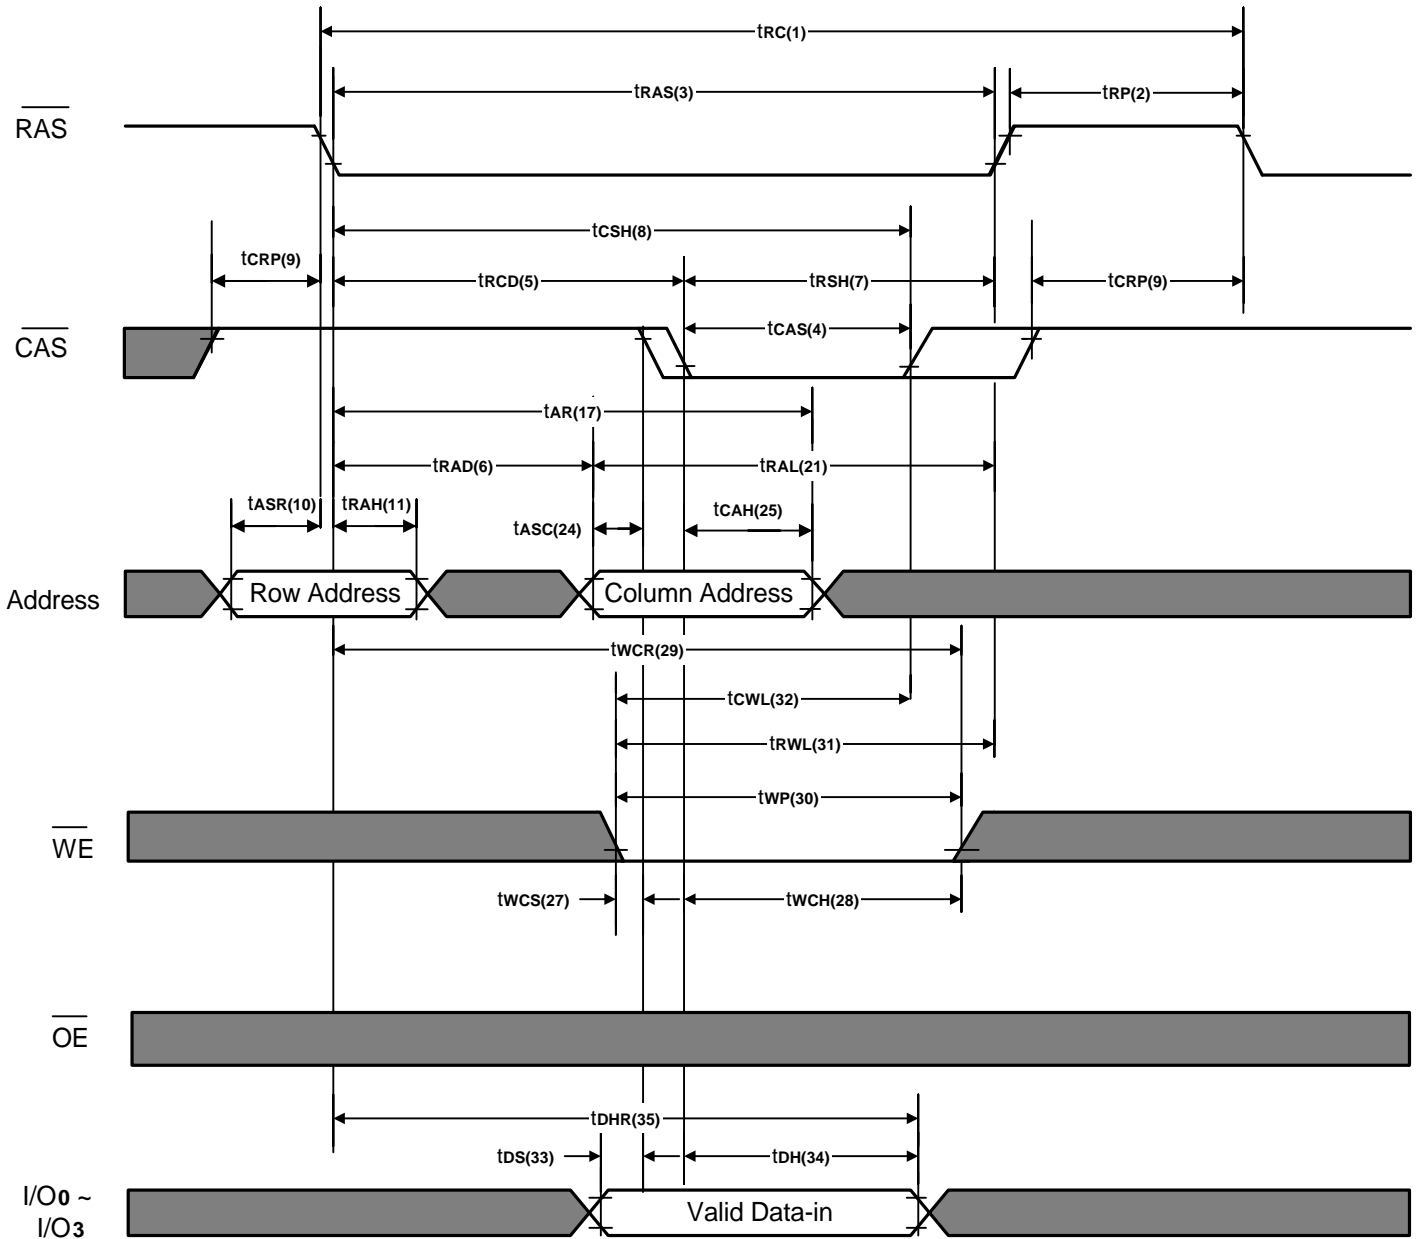 tRC(1)
tRAS(3)
tRP(2)
RAS
tCSH(8)
tCRP(9)
tRCD(5)
tRSH(7)
tCRP(9)
tCAS(4)
CAS
tAR(17)
tRAD(6)
tRAL(21)
tASR(10)
tRAH(11)
tCAH(25)
tASC(24)
Address
Row Address
Column Address
tWCR(29)
tCWL(32)
tRWL(31)
tWP(30)
WE
tWCS(27)
tWCH(28)
OE
tDHR(35)
tDS(33)
tDH(34)
I/O0 ~
I/O3
Valid Data-in